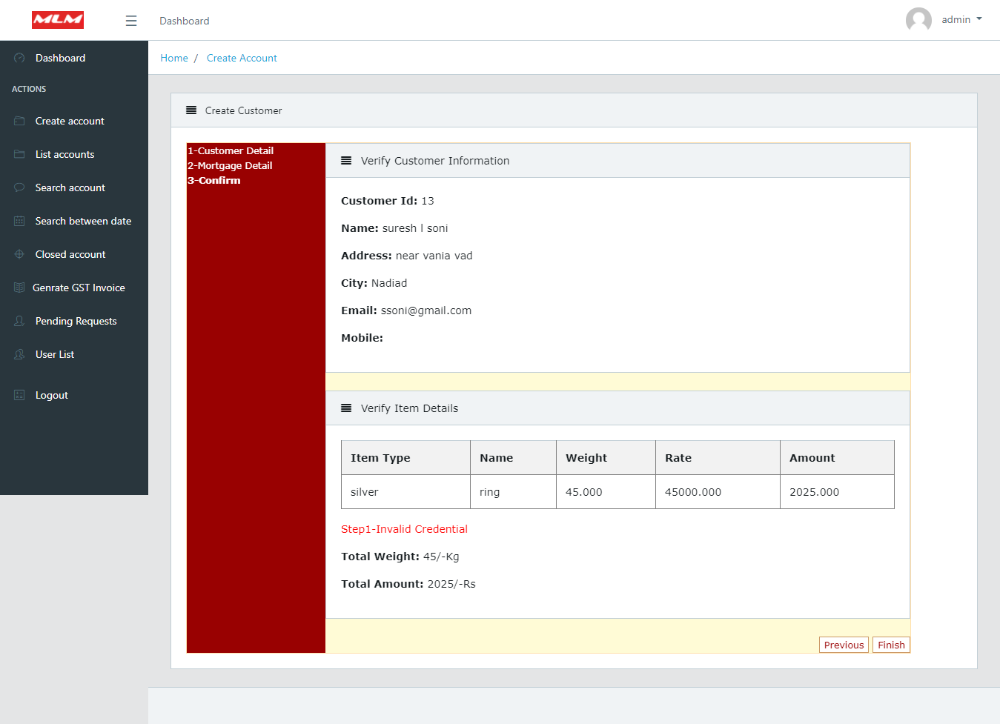 MLM
☰ Dashboard
admin
Dashboard
Home / Create Account
ACTIONS
Create account
List accounts
Search account
Search between date
Closed account
Genrate GST Invoice
Pending Requests
User List
Logout
Create Customer
1-Customer Detail
2-Mortgage Detail
3-Confirm
Verify Customer Information
Customer Id: 13
Name: suresh l soni
Address: near vania vad
City: Nadiad
Email: ssoni@gmail.com
Mobile:
Verify Item Details
Item Type Name Weight Rate Amount
silver ring 45.000 45000.000 2025.000
Step1-Invalid Credential
Total Weight: 45/-Kg
Total Amount: 2025/-Rs
Previous Finish